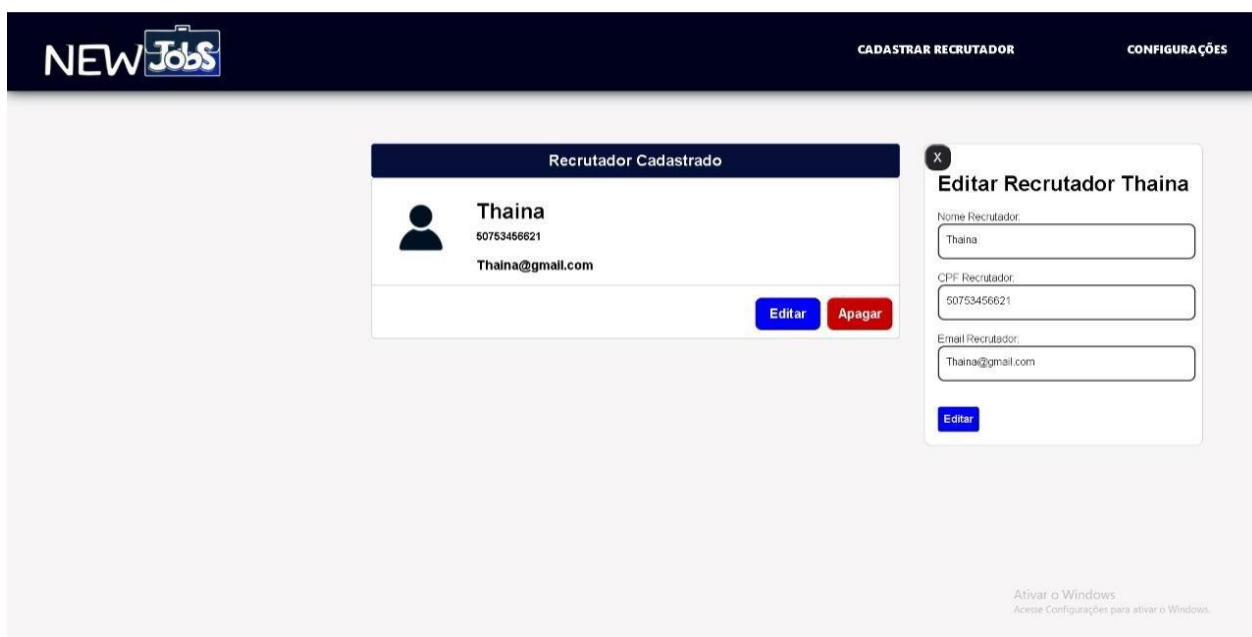 NEW JobS
CADASTRAR RECRUTADOR
CONFIGURAÇÕES
Recrutador Cadastrado
Thaina
50753456621
Thaina@gmail.com
Editar
Apagar
X
Editar Recrutador Thaina
Nome Recrutador:
Thaina
CPF Recrutador:
50753456621
Email Recrutador:
Thaina@gmail.com
Editar
Ativar o Windows
Acesse Configurações para ativar o Windows.